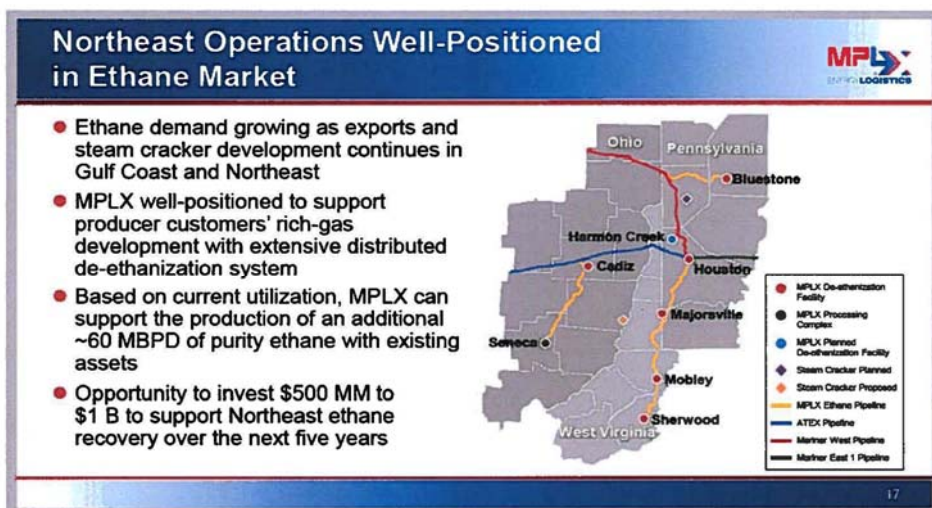 Northeast Operations Well-Positioned
in Ethane Market
MPLX
ENERGY LOGISTICS
Ethane demand growing as exports and
steam cracker development continues in
Gulf Coast and Northeast
MPLX well-positioned to support
producer customers' rich-gas
development with extensive distributed
de-ethanization system
Based on current utilization, MPLX can
support the production of an additional
~60 MBPD of purity ethane with existing
assets
Opportunity to invest $500 MM to
$1 B to support Northeast ethane
recovery over the next five years
Ohio
Pennsylvania
Bluestone
Harmon Creek
Cadiz
Houston
Majorsville
Seneca
Mobley
Sherwood
West Virginia
MPLX De-ethanization
Facility
MPLX Processing
Complex
MPLX Planned
De-ethanization Facility
Steam Cracker Planned
Steam Cracker Proposed
MPLX Ethane Pipeline
ATEX Pipeline
Mariner West Pipeline
Mariner East 1 Pipeline
17